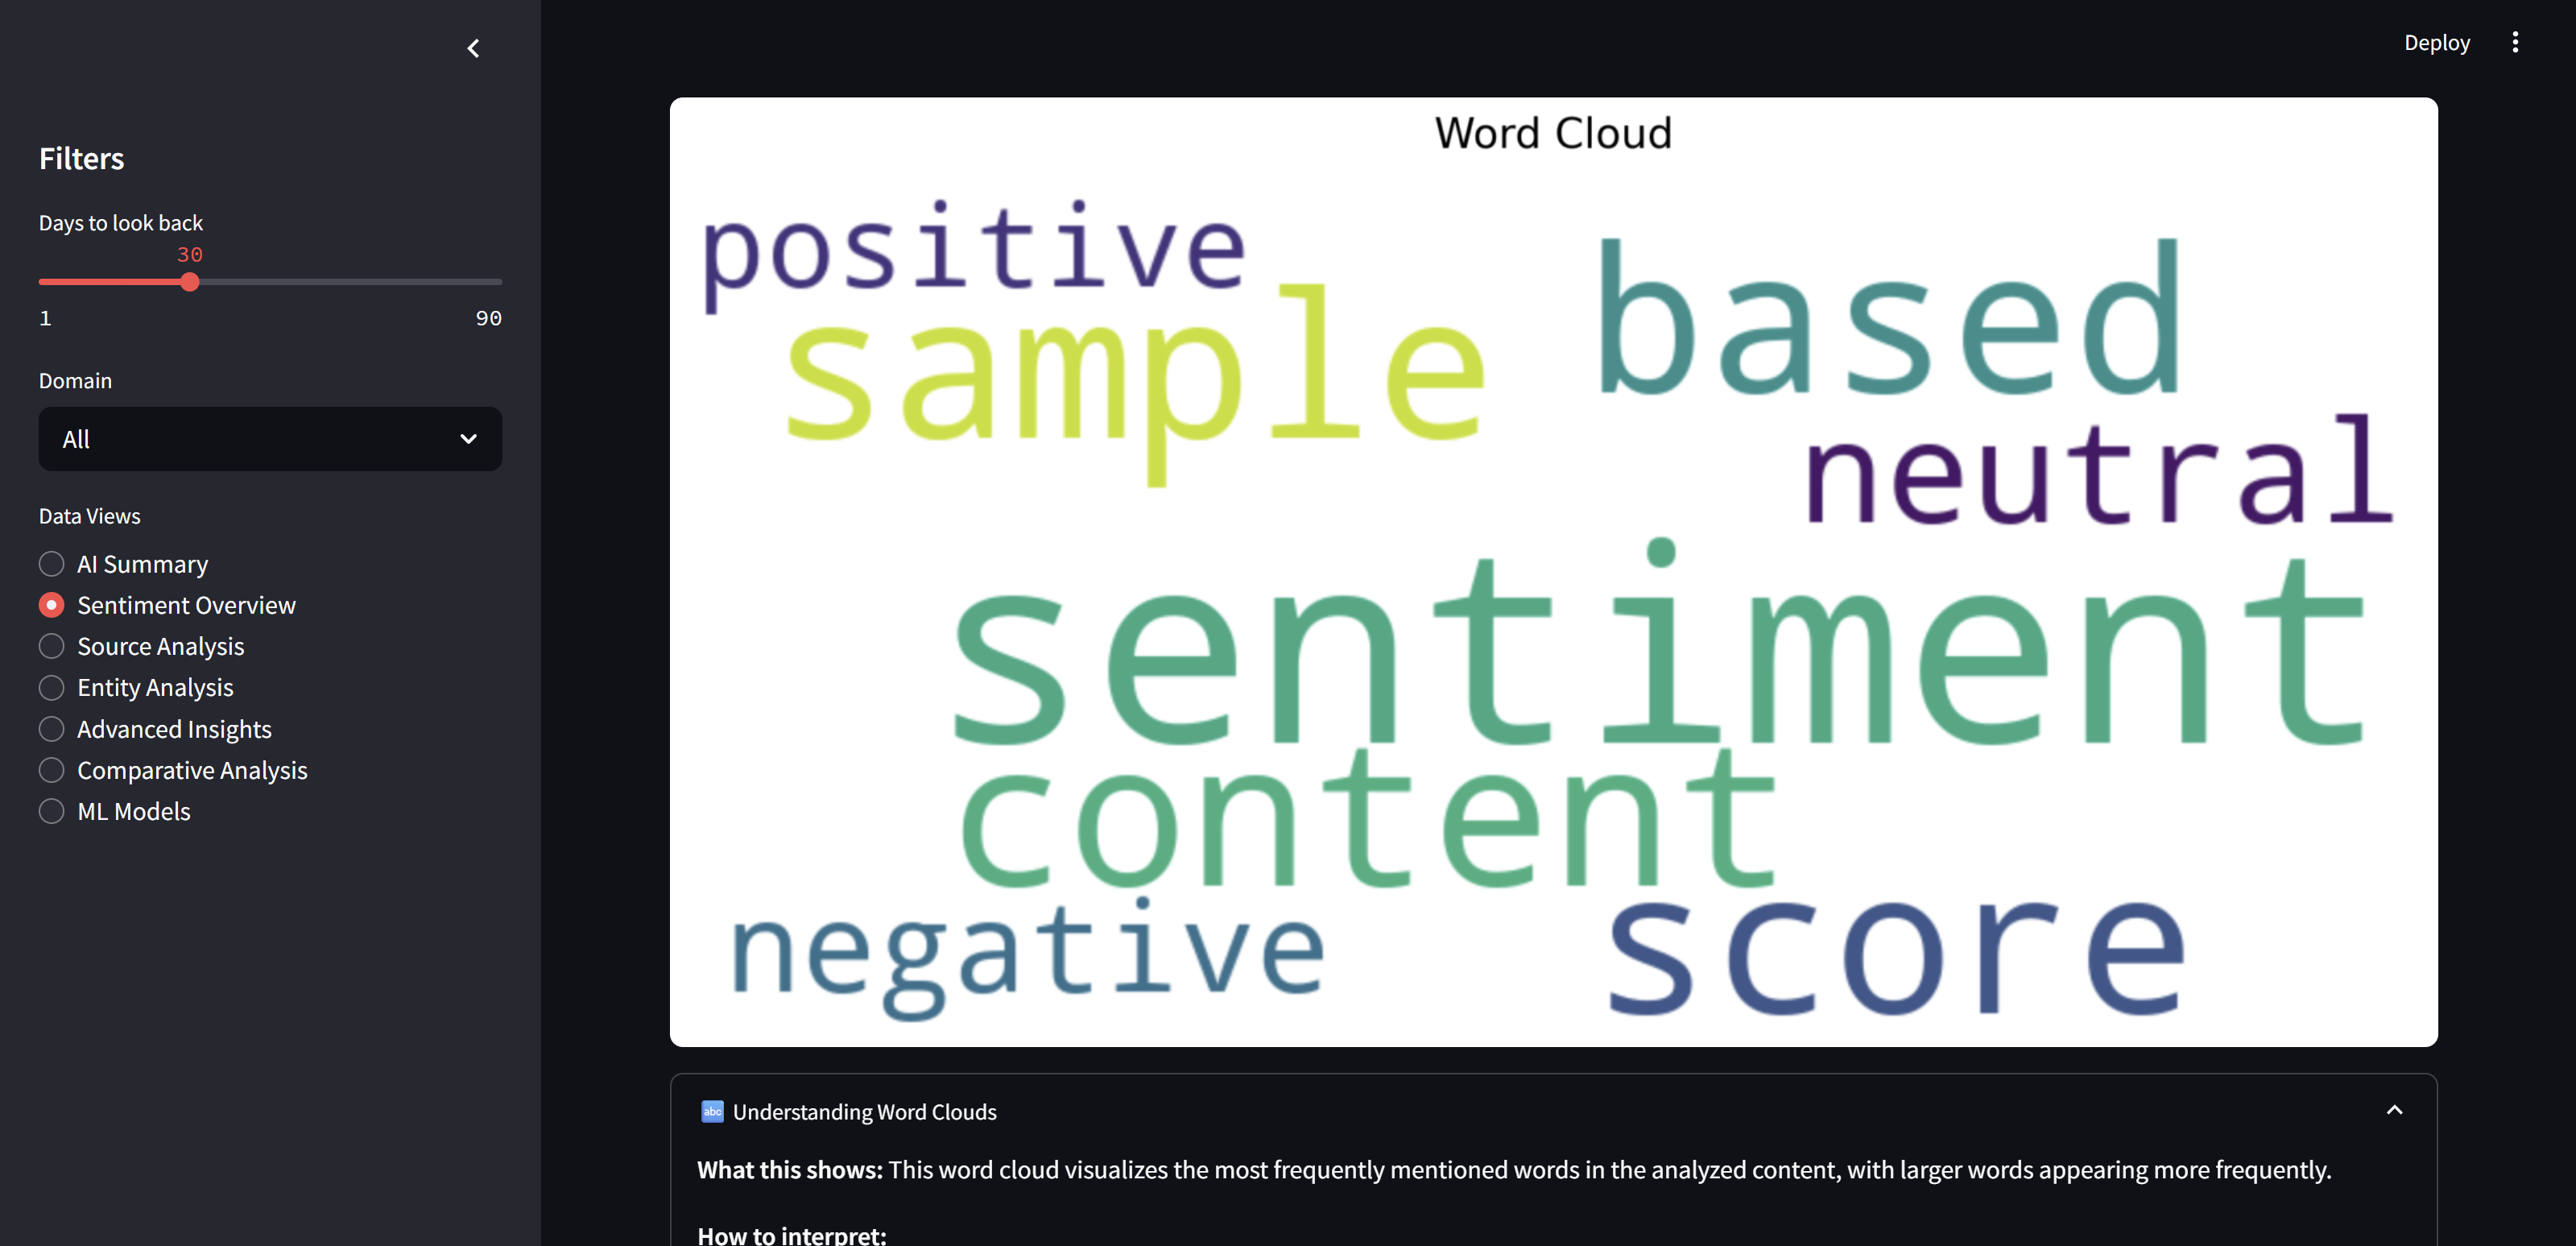 Deploy
Filters
Days to look back
30
1 90
Domain
All
Data Views
AI Summary
Sentiment Overview
Source Analysis
Entity Analysis
Advanced Insights
Comparative Analysis
ML Models
Word Cloud
positive
sample
based
neutral
sentiment
content
negative
score
abc Understanding Word Clouds
What this shows: This word cloud visualizes the most frequently mentioned words in the analyzed content, with larger words appearing more frequently.
How to interpret: